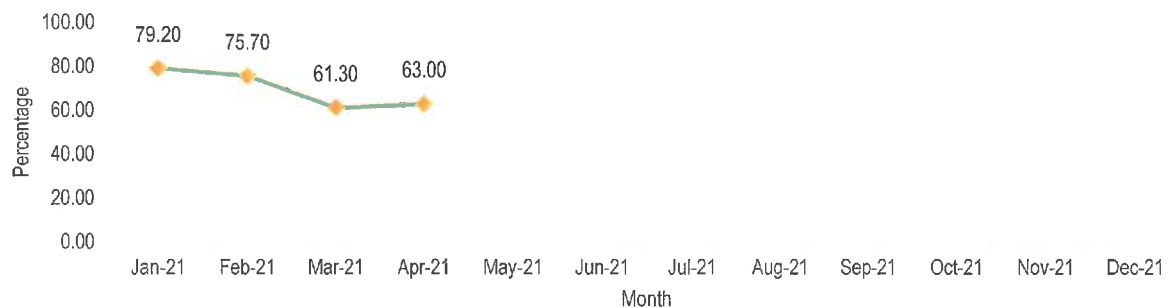 100.00
79.20 75.70
80.00
61.30 63.00
60.00
40.00
20.00
0.00
Percentage
Jan-21 Feb-21 Mar-21 Apr-21 May-21 Jun-21 Jul-21 Aug-21 Sep-21 Oct-21 Nov-21 Dec-21
Month